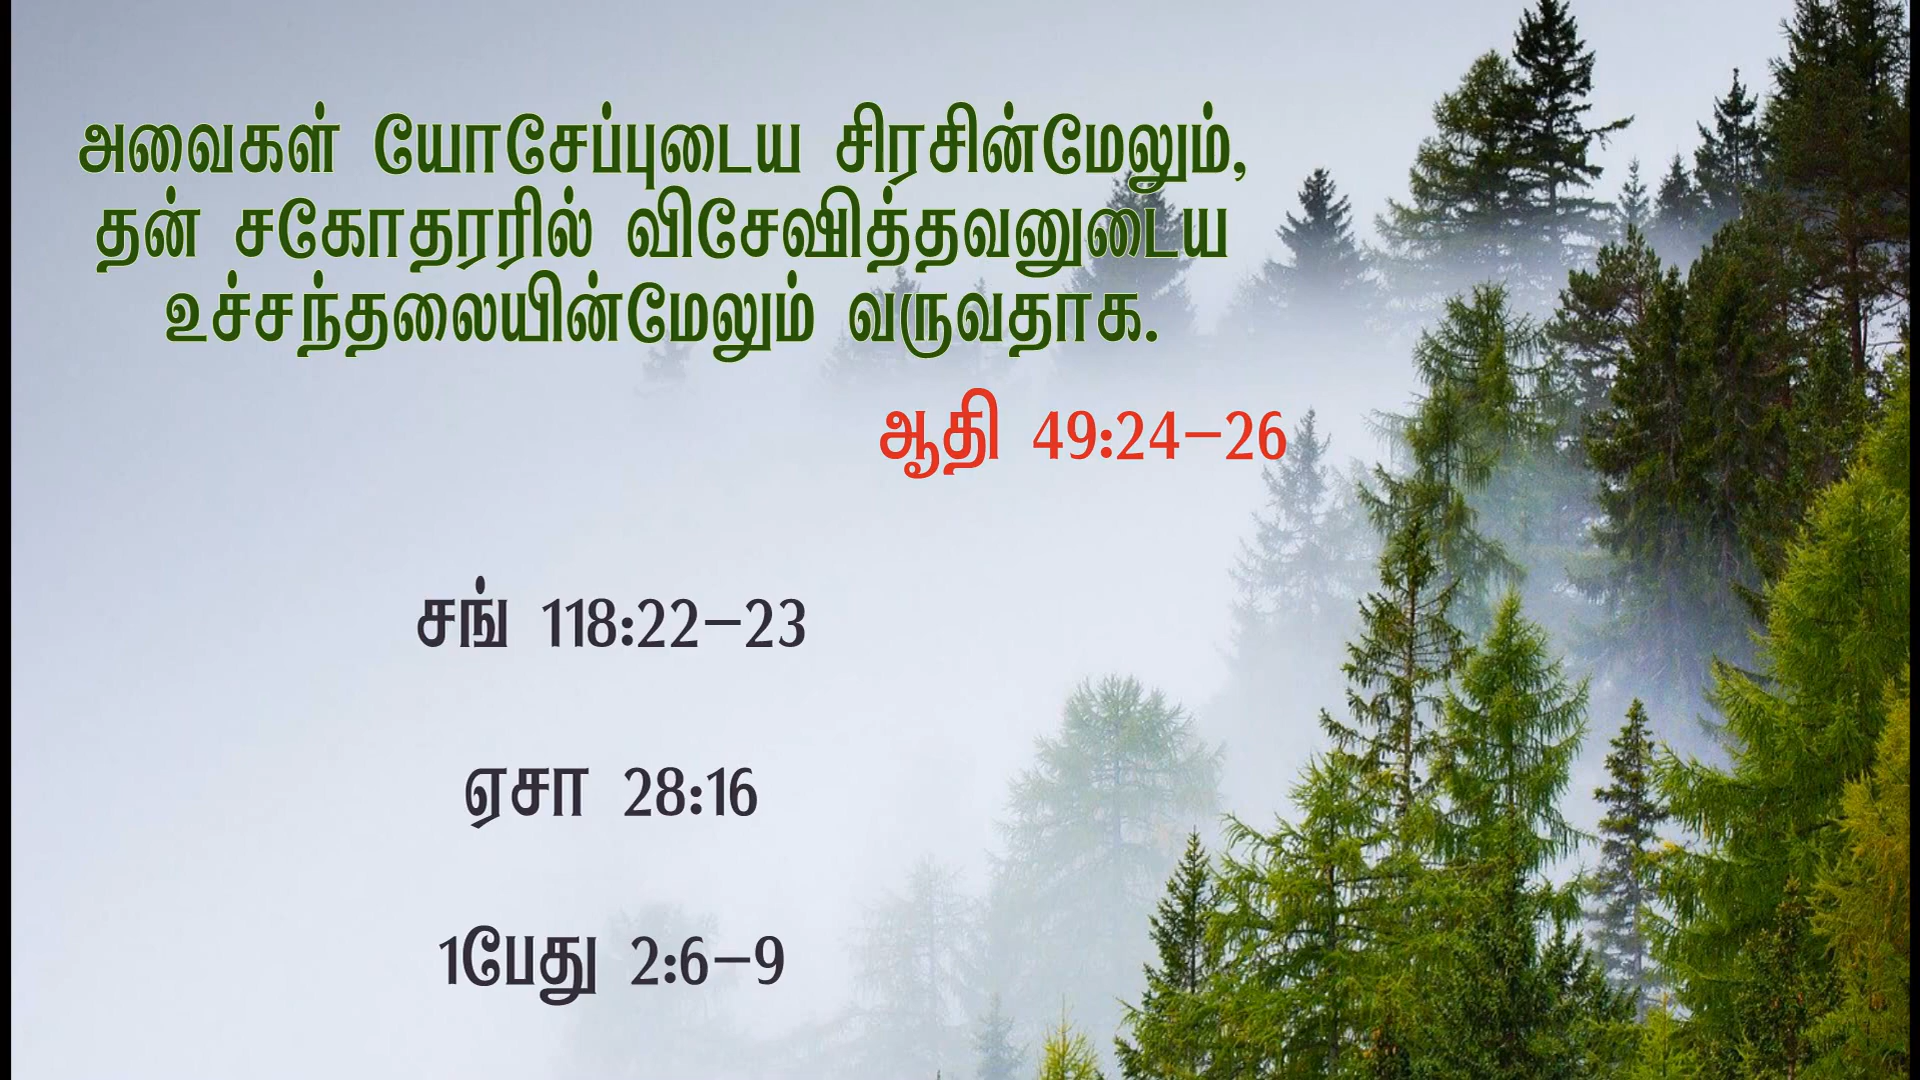 அவைகள் யோசேப்புடைய சிரசின்மேலும்,
தன் சகோதரரில் விசேஷித்தவனுடைய
உச்சந்தலையின்மேலும் வருவதாக.
ஆதி 49:24-26
சங் 118:22-23
ஏசா 28:16
1பேது 2:6-9